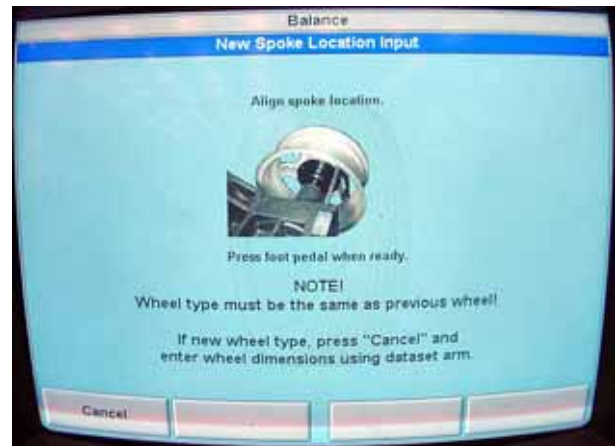 Balance
New Spoke Location Input
Align spoke location.
Press foot pedal when ready.
NOTE!
Wheel type must be the same as previous wheel!
If new wheel type, press "Cancel" and
enter wheel dimensions using dataset arm.
Cancel